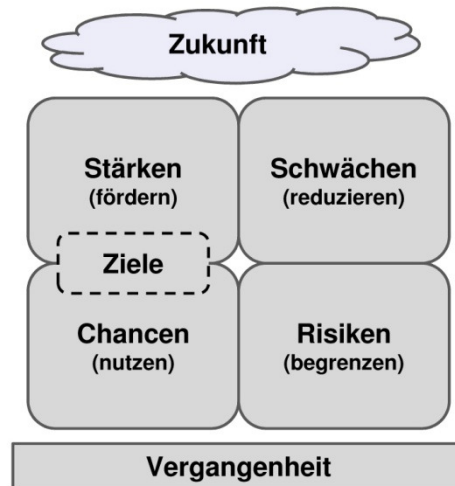 Zukunft
Stärken
(fördern)
Schwächen
(reduzieren)
Ziele
Chancen
(nutzen)
Risiken
(begrenzen)
Vergangenheit